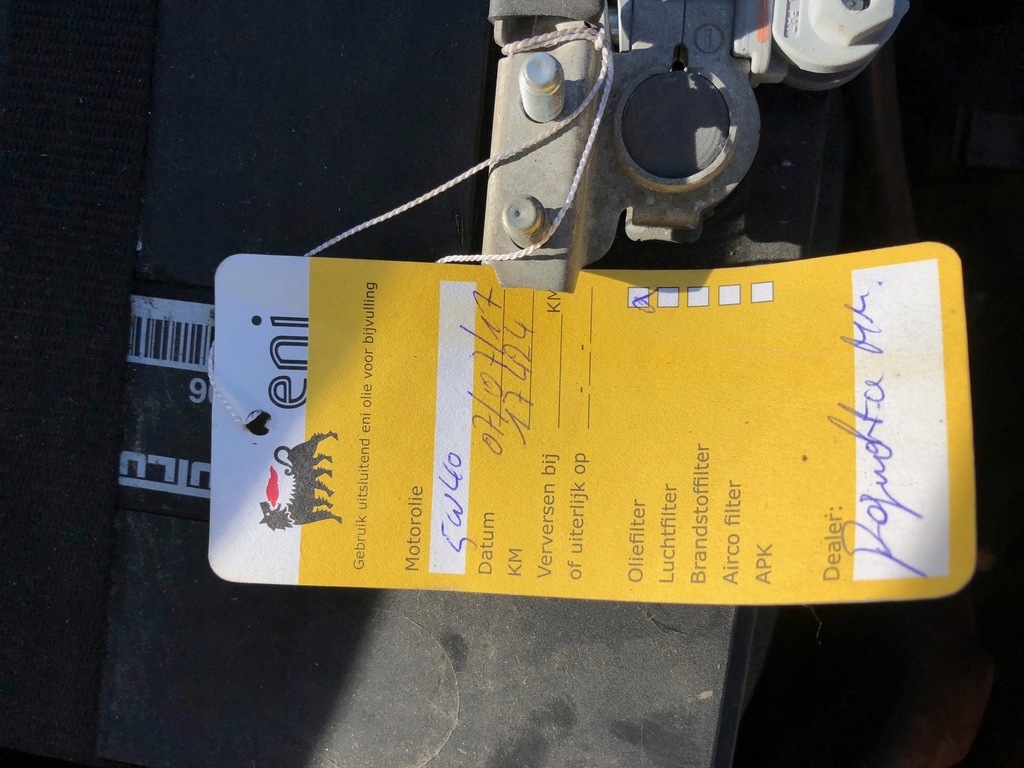 eni
Gebruik uitsluitend eni olie voor bijvulling
Motorolie
5W40
Datum 07/07/17
KM 17424
Verversen bij KM
of uiterlijk op - -
Oliefilter
Luchtfilter
Brandstoffilter
Airco filter
APK
Dealer: